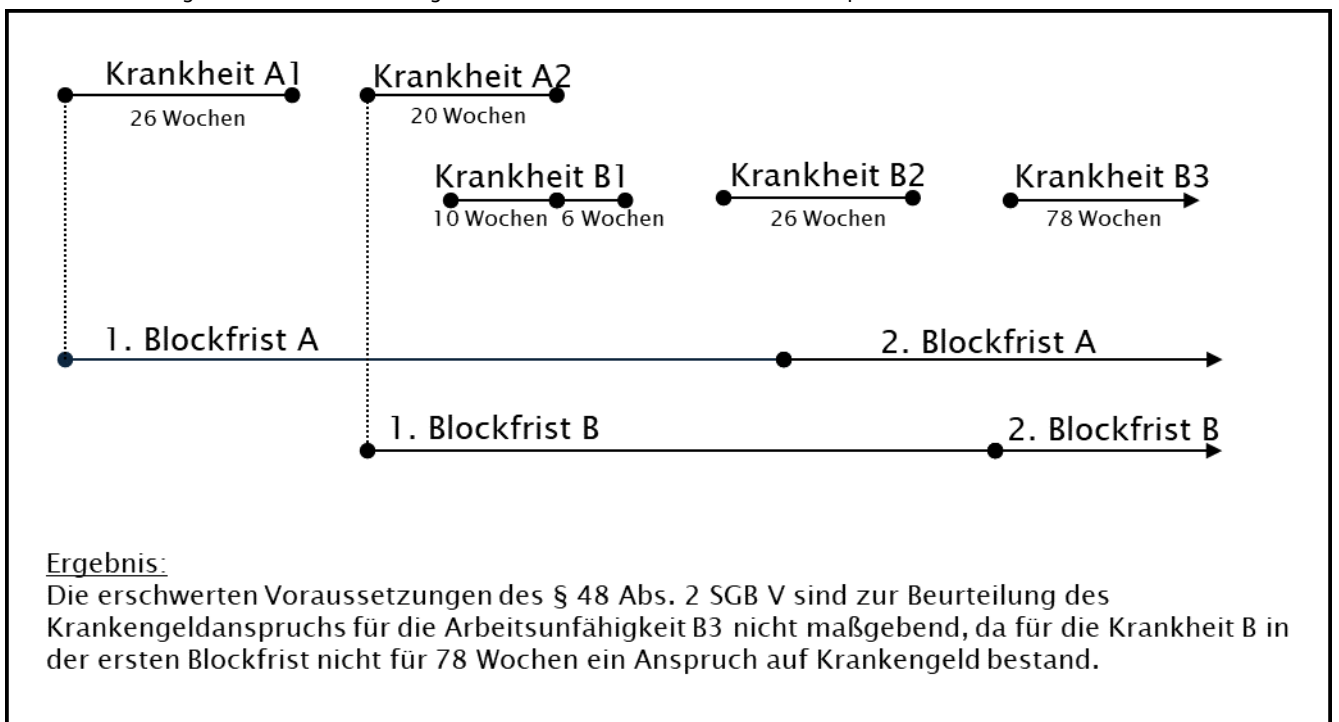 Krankheit A1
Krankheit A2
26 Wochen
20 Wochen
Krankheit B1
Krankheit B2
Krankheit B3
10 Wochen
6 Wochen
26 Wochen
78 Wochen
1. Blockfrist A
2. Blockfrist A
1. Blockfrist B
2. Blockfrist B
Ergebnis:
Die erschwerten Voraussetzungen des § 48 Abs. 2 SGB V sind zur Beurteilung des
Krankengeldanspruchs für die Arbeitsunfähigkeit B3 nicht maßgebend, da für die Krankheit B in
der ersten Blockfrist nicht für 78 Wochen ein Anspruch auf Krankengeld bestand.